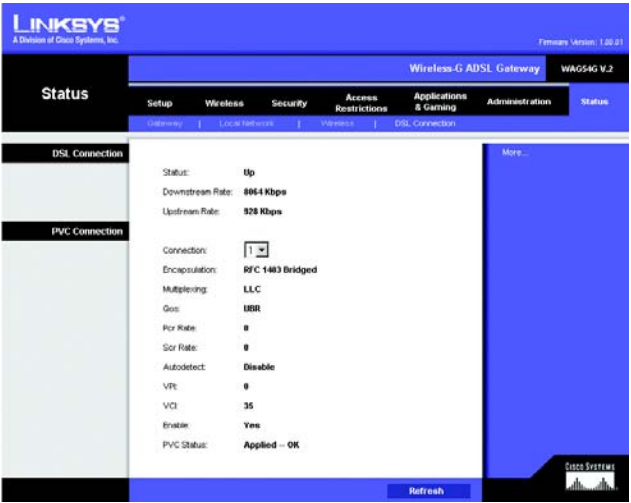 LINKSYS®
A Division of Cisco Systems, Inc.
Firmware Version: 1.00.01
Wireless-G ADSL Gateway WAG54G V.2
Status
Setup Wireless Security Access Restrictions Applications & Gaming Administration Status
Gateway | Local Network | Wireless | DSL Connection
DSL Connection
More...
Status: Up
Downstream Rate: 8064 Kbps
Upstream Rate: 928 Kbps
PVC Connection
Connection: 1
Encapsulation: RFC 1483 Bridged
Multiplexing: LLC
Qos: UBR
Pcr Rate: 0
Scr Rate: 0
Autodetect: Disable
VPI: 0
VCI: 35
Enable: Yes
PVC Status: Applied -- OK
Refresh
CISCO SYSTEMS